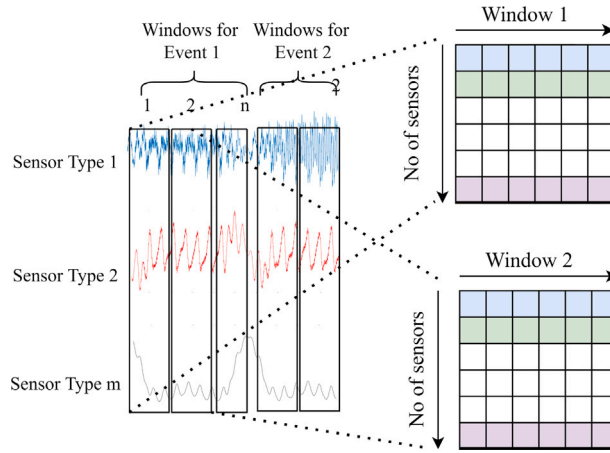 Windows for
Event 1
Windows for
Event 2
1
2
n
Sensor Type 1
Sensor Type 2
Sensor Type m
Window 1
No of sensors
Window 2
No of sensors